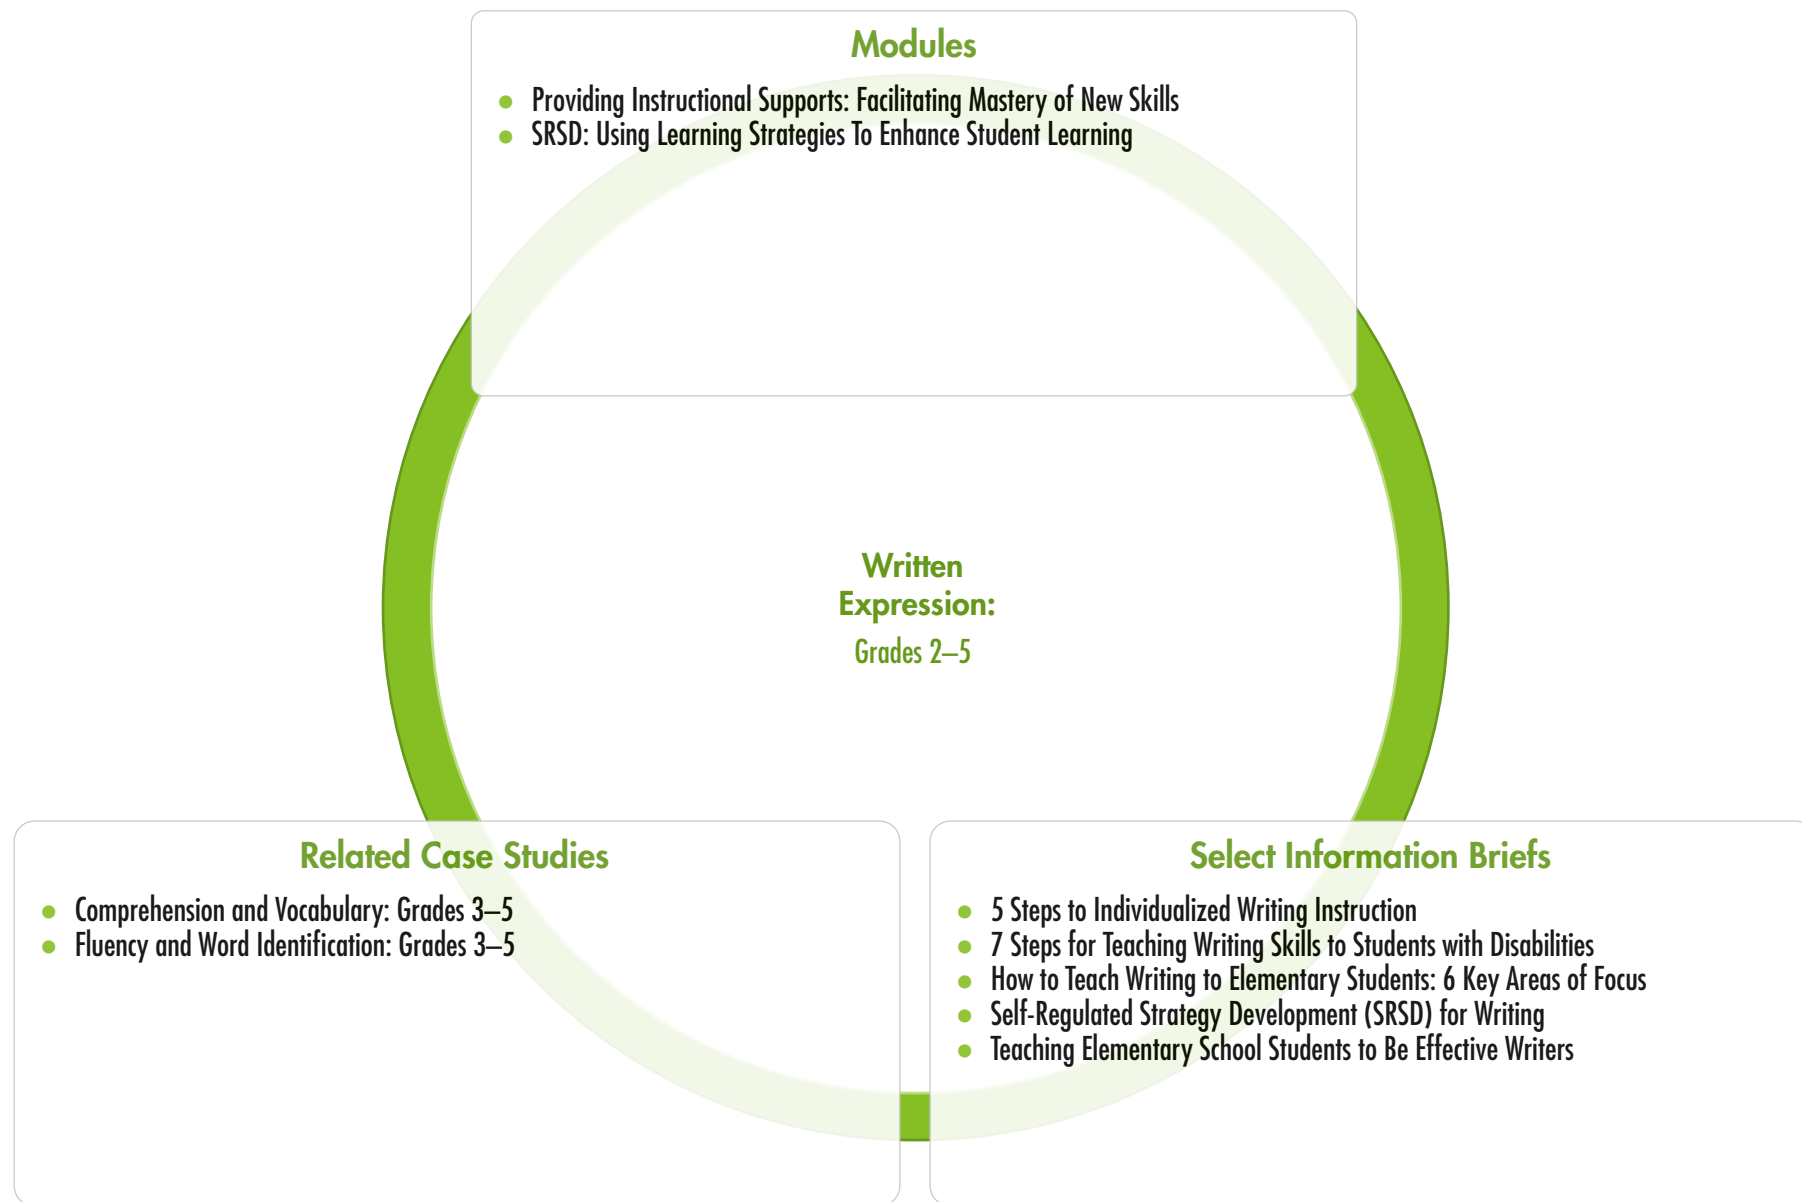 Modules
Providing Instructional Supports: Facilitating Mastery of New Skills
SRSD: Using Learning Strategies To Enhance Student Learning
Written
Expression:
Grades 2–5
Related Case Studies
Comprehension and Vocabulary: Grades 3–5
Fluency and Word Identification: Grades 3–5
Select Information Briefs
5 Steps to Individualized Writing Instruction
7 Steps for Teaching Writing Skills to Students with Disabilities
How to Teach Writing to Elementary Students: 6 Key Areas of Focus
Self-Regulated Strategy Development (SRSD) for Writing
Teaching Elementary School Students to Be Effective Writers